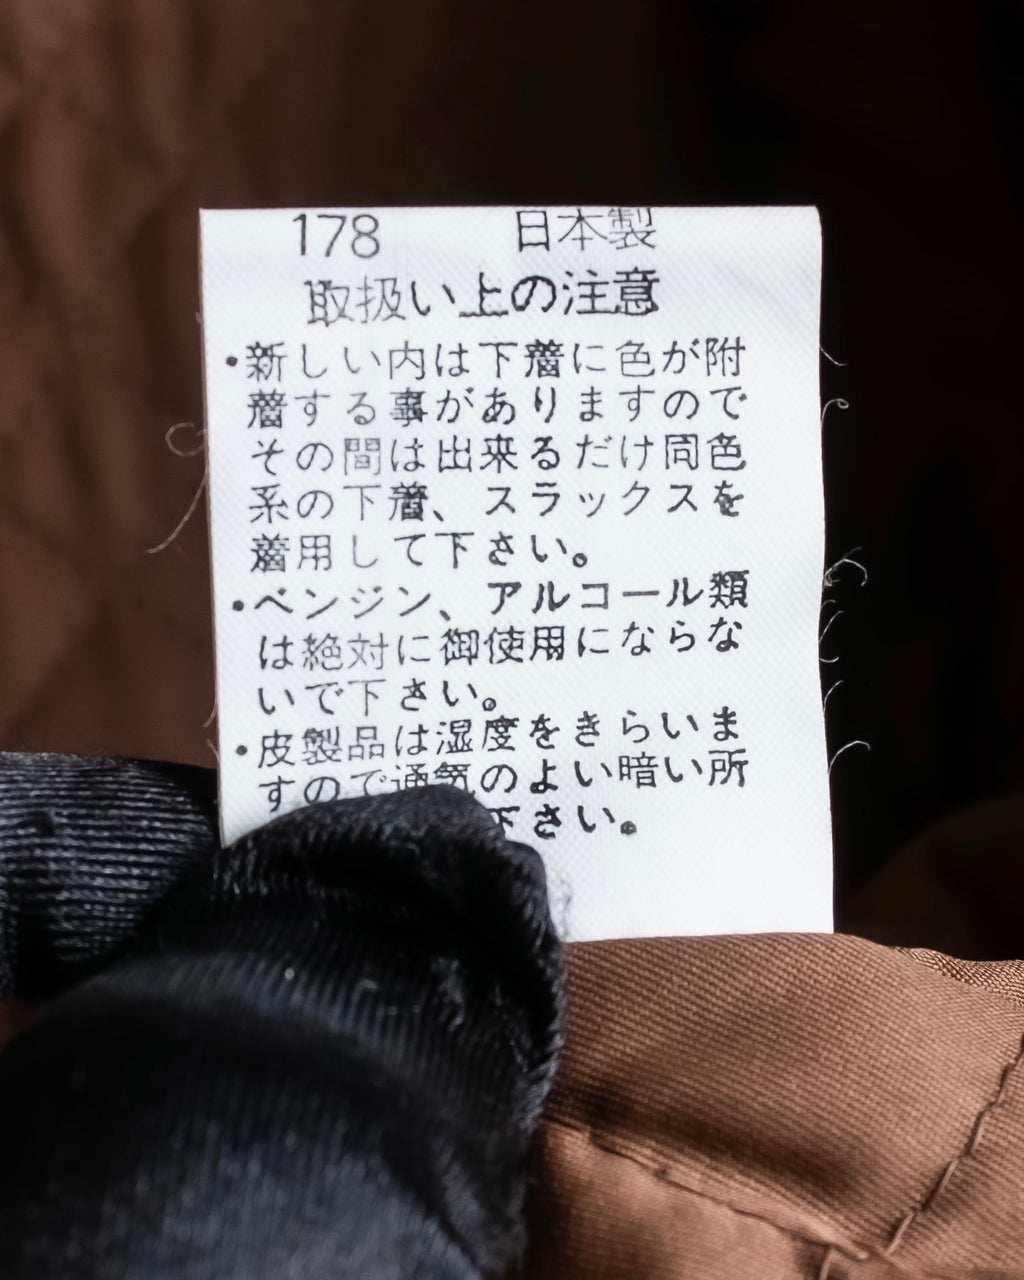 178 日本製
取扱い上の注意
・新しい内は下着に色が附
着する事がありますので
その間は出来るだけ同色
系の下着、スラックスを
着用して下さい。
・ベンジン、アルコール類
は絶対に御使用にならな
いで下さい。
・皮製品は湿度をきらいま
すので通気のよい暗い所
下さい。